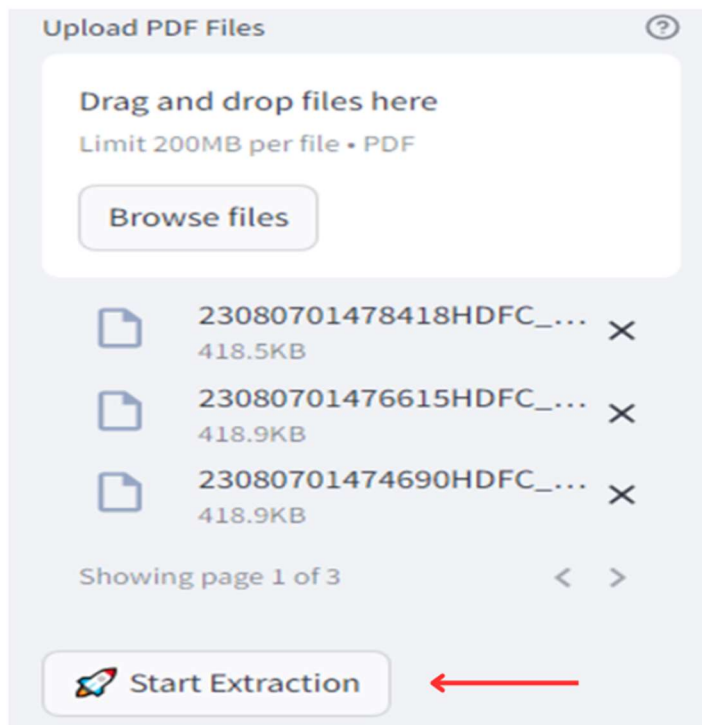 Upload PDF Files
Drag and drop files here
Limit 200MB per file • PDF
Browse files
23080701478418HDFC_...
418.5KB
23080701476615HDFC_...
418.9KB
23080701474690HDFC_...
418.9KB
Showing page 1 of 3
Start Extraction